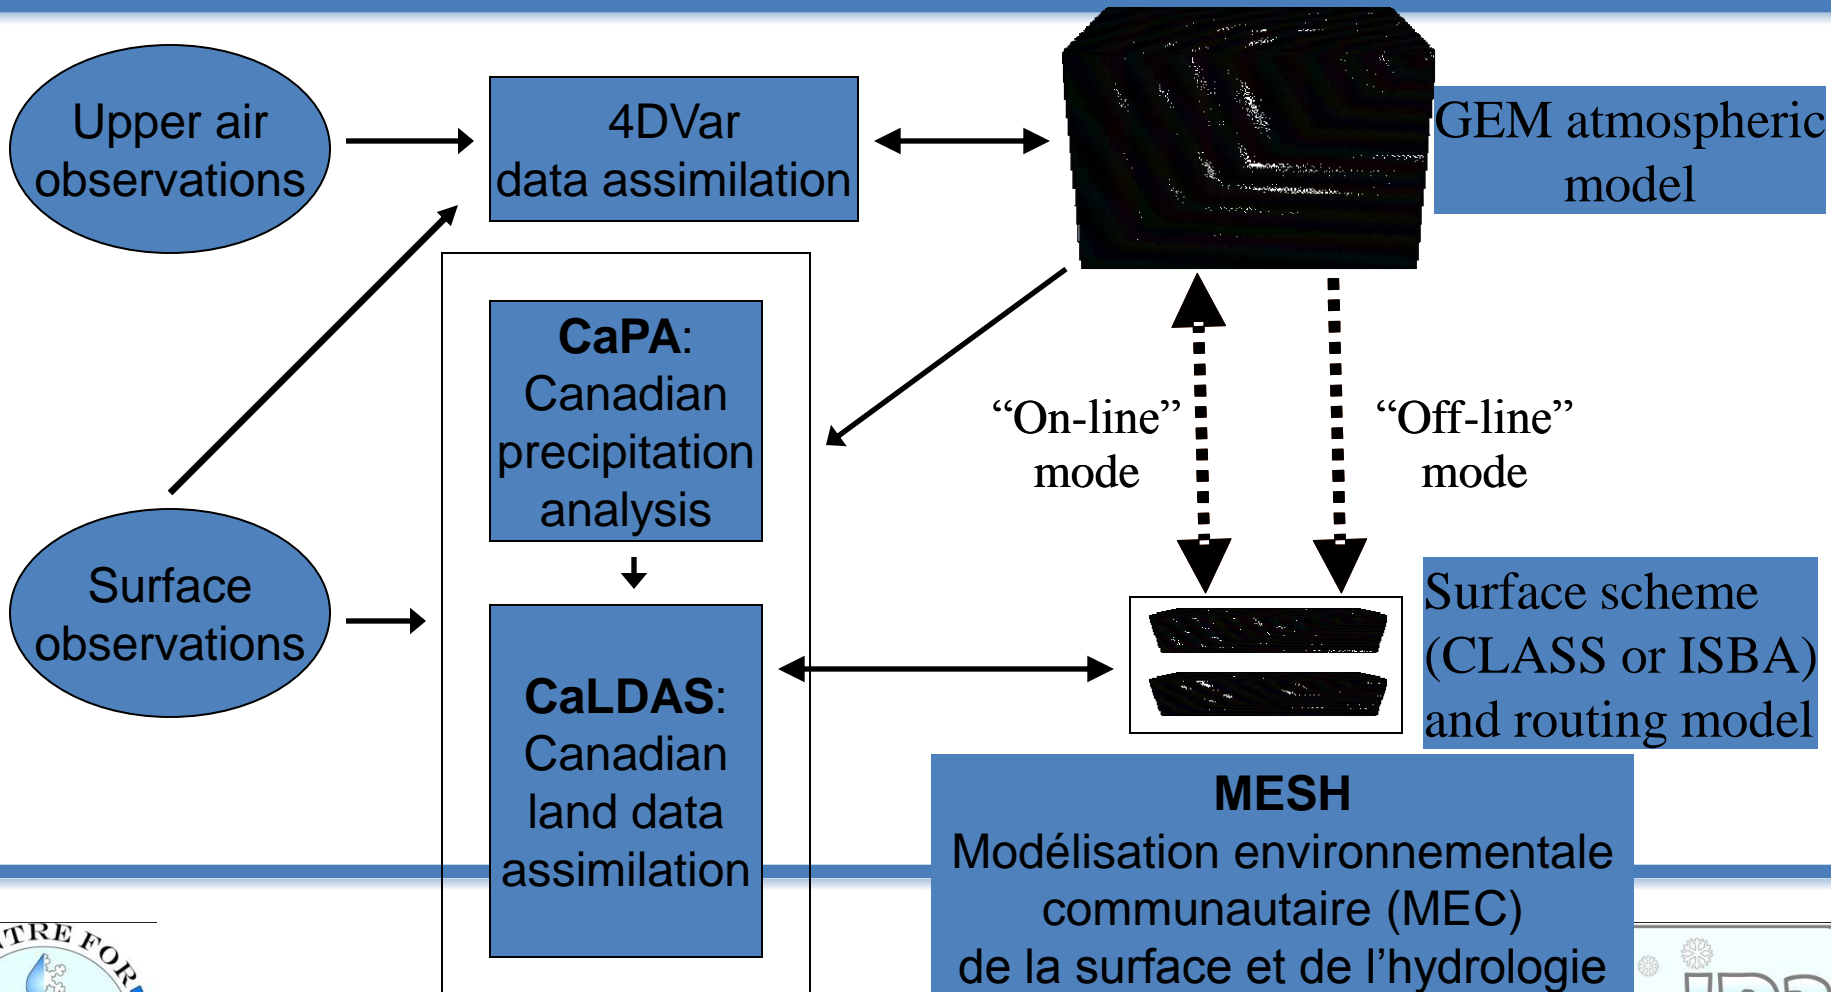 Upper air
observations
4DVar
data assimilation
GEM atmospheric
model
CaPA:
Canadian
precipitation
analysis
“On-line”
mode
“Off-line”
mode
Surface
observations
CaLDAS:
Canadian
land data
assimilation
Surface scheme
(CLASS or ISBA)
and routing model
MESH
Modélisation environnementale
communautaire (MEC)
de la surface et de l’hydrologie
FOR